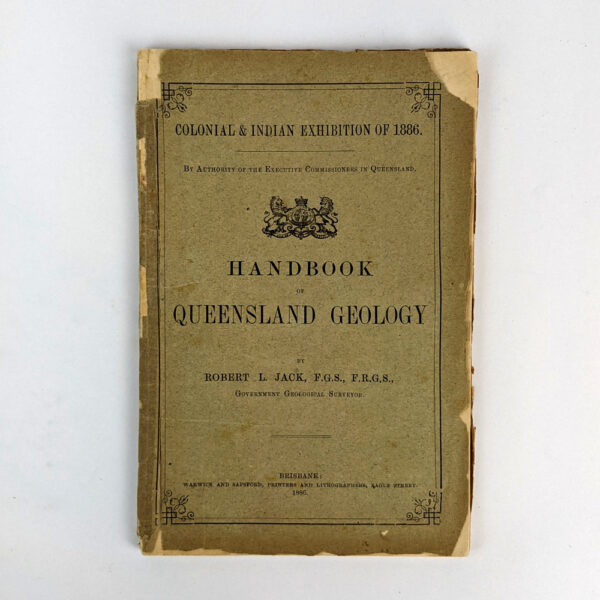 COLONIAL & INDIAN EXHIBITION OF 1886.
BY AUTHORITY OF THE EXECUTIVE COMMISSIONERS IN QUEENSLAND.
HANDBOOK
OF
QUEENSLAND GEOLOGY
BY
ROBERT L. JACK, F.G.S., F.R.G.S.,
GOVERNMENT GEOLOGICAL SURVEYOR.
BRISBANE:
WARWICK AND SAPSFORD, PRINTERS AND LITHOGRAPHERS, EAGLE STREET.
1886.